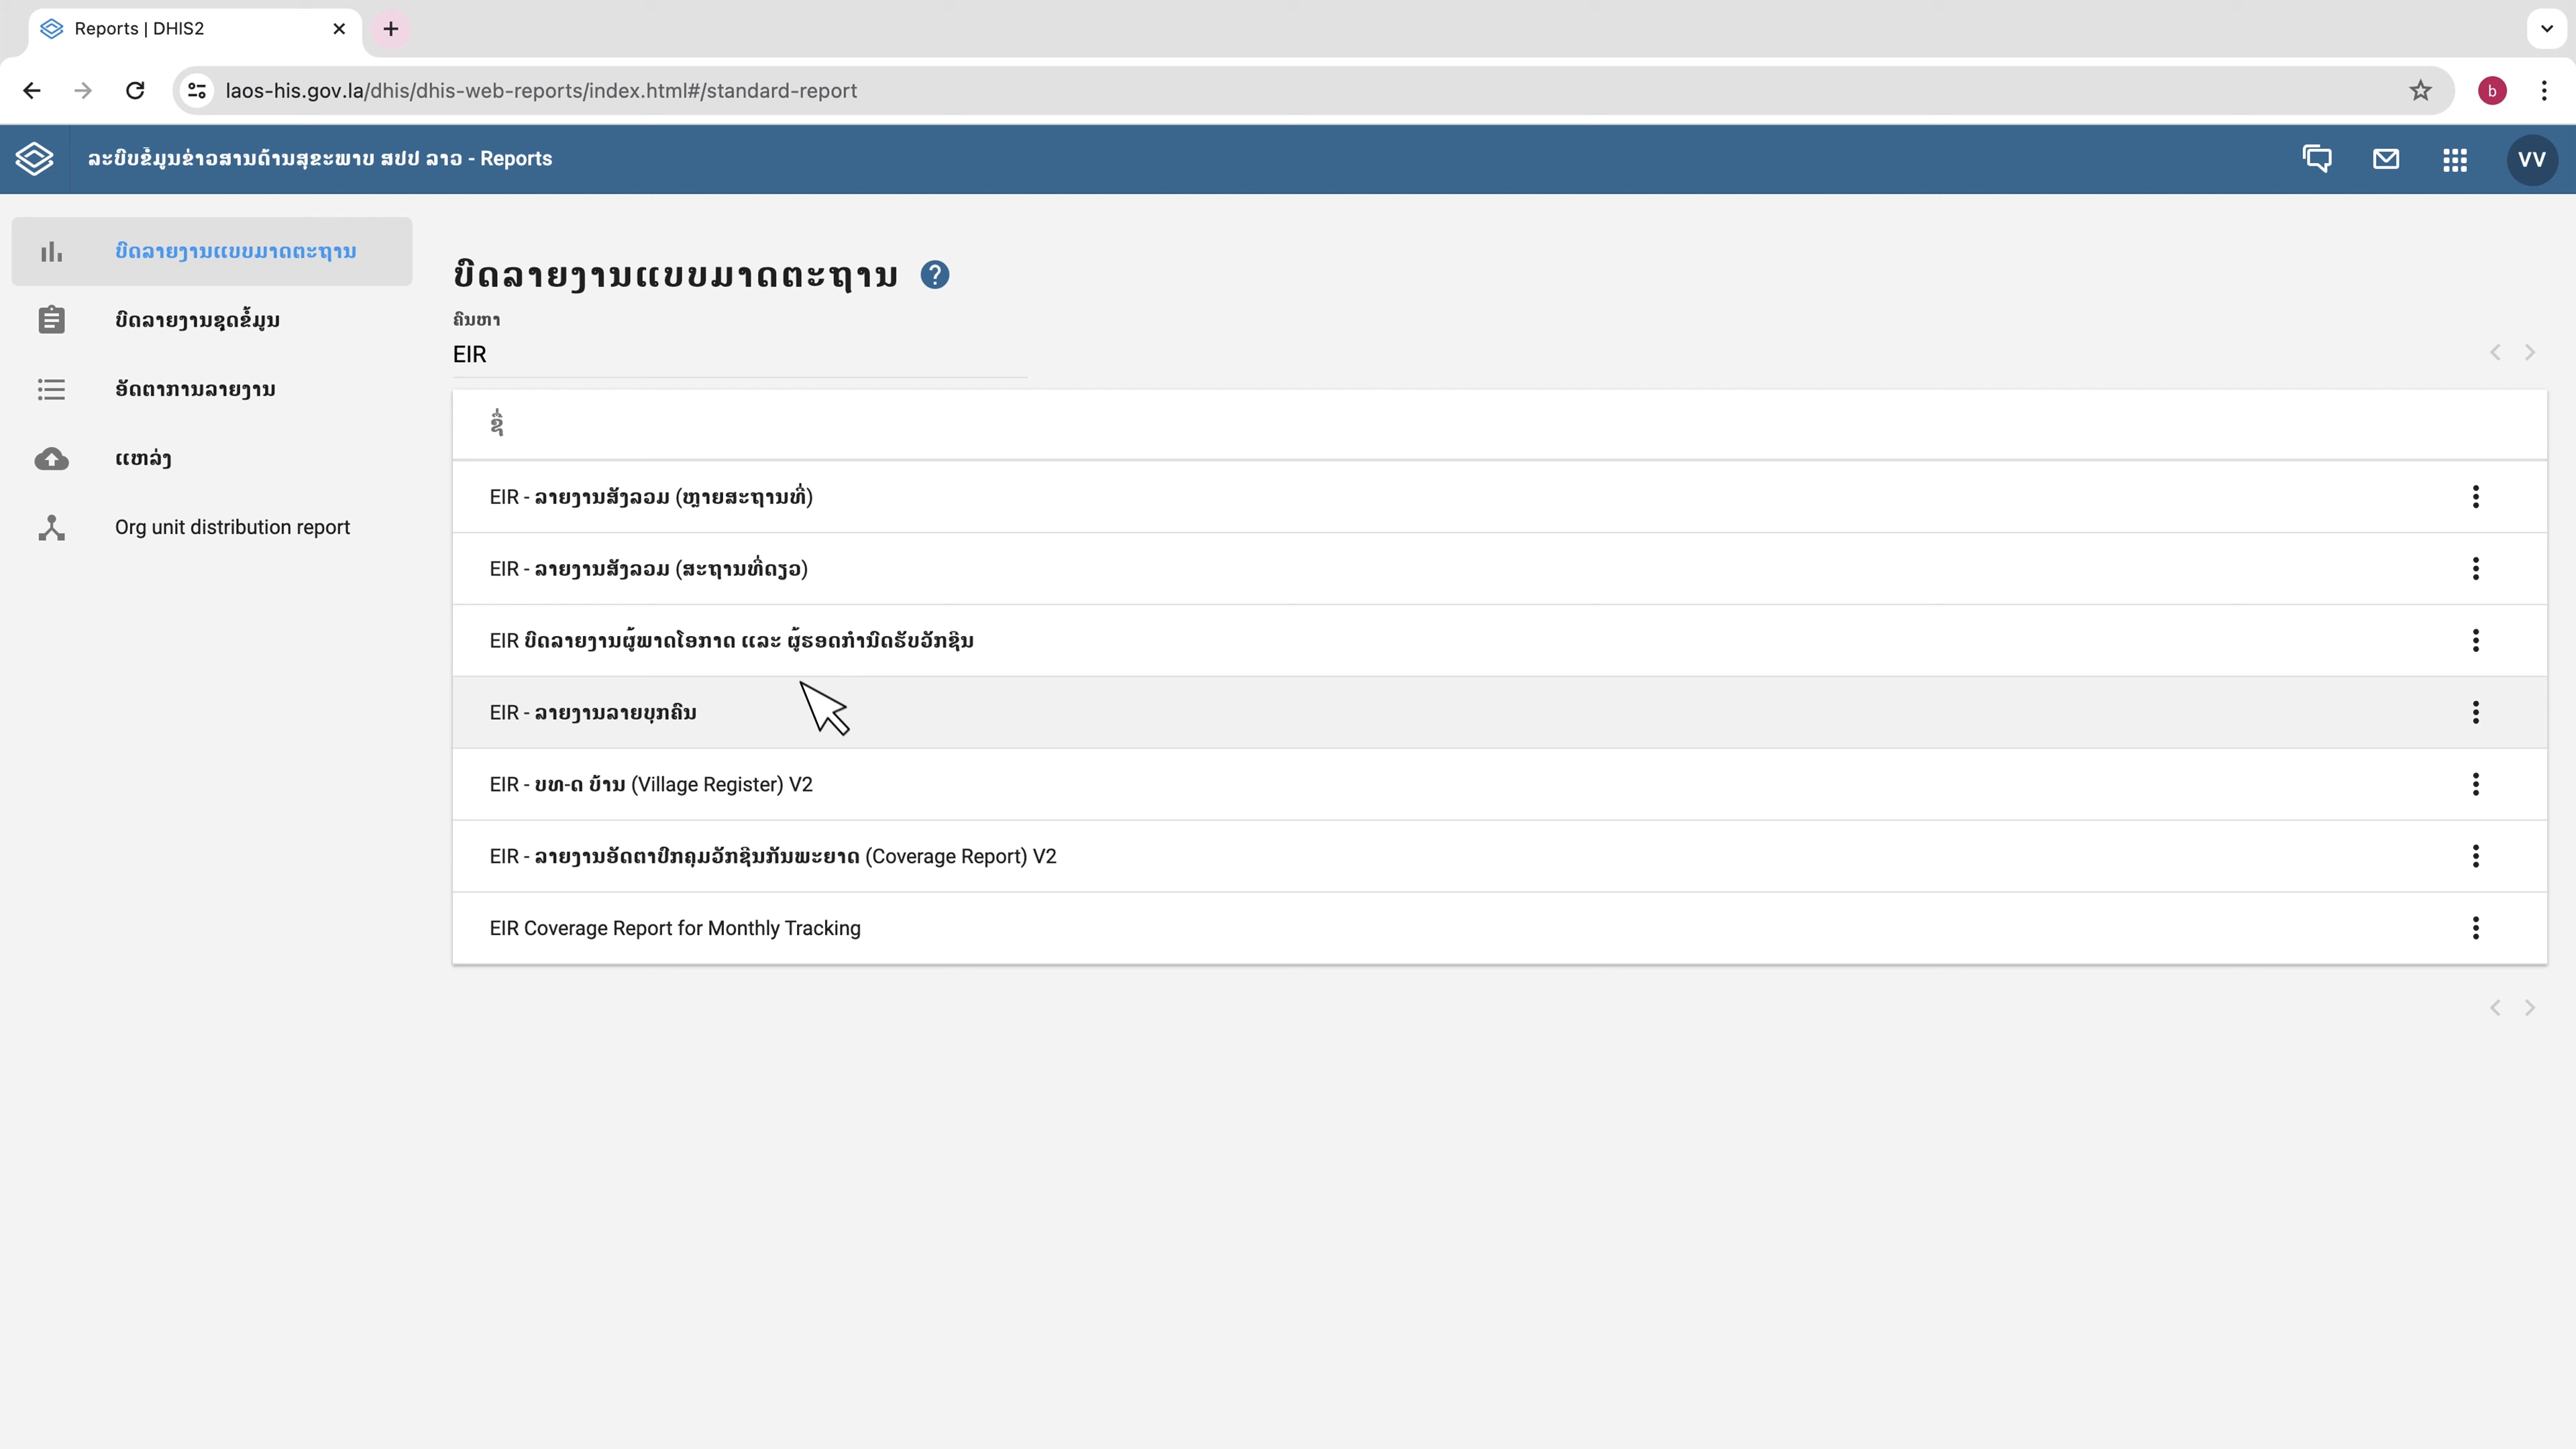 Reports | DHIS2
laos-his.gov.la/dhis/dhis-web-reports/index.html#/standard-report
b
ລະບົບຂໍ້ມູນຂ່າວສານດ້ານສຸຂະພາບ ສປປ ລາວ - Reports
VV
ບົດລາຍງານແບບມາດຕະຖານ
ບົດລາຍງານຊຸດຂໍ້ມູນ
ອັດຕາການລາຍງານ
ແຫລ່ງ
Org unit distribution report
ບົດລາຍງານແບບມາດຕະຖານ ?
ຄົນຫາ
EIR
ຊື່
EIR - ລາຍງານສັງລວມ (ຫຼາຍສະຖານທີ່)
EIR - ລາຍງານສັງລວມ (ສະຖານທີ່ດຽວ)
EIR ບົດລາຍງານຜູ້ພາດໂອກາດ ແລະ ຜູ້ຮອດກຳນົດຮັບວັກຊີນ
EIR - ລາຍງານລາຍບຸກຄົນ
EIR - ບທ-ດ ບ້ານ (Village Register) V2
EIR - ລາຍງານອັດຕາປົກຄຸມວັກຊີນກັນພະຍາດ (Coverage Report) V2
EIR Coverage Report for Monthly Tracking